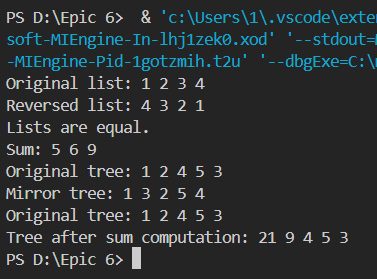 PS D:\Epic 6>  & 'c:\Users\1\.vscode\exten
soft-MIEngine-In-lhj1zek0.xod' '--stdout=
-MIEngine-Pid-1gotzmih.t2u' '--dbgExe=C:\
Original list: 1 2 3 4
Reversed list: 4 3 2 1
Lists are equal.
Sum: 5 6 9
Original tree: 1 2 4 5 3
Mirror tree: 1 3 2 5 4
Original tree: 1 2 4 5 3
Tree after sum computation: 21 9 4 5 3
PS D:\Epic 6>